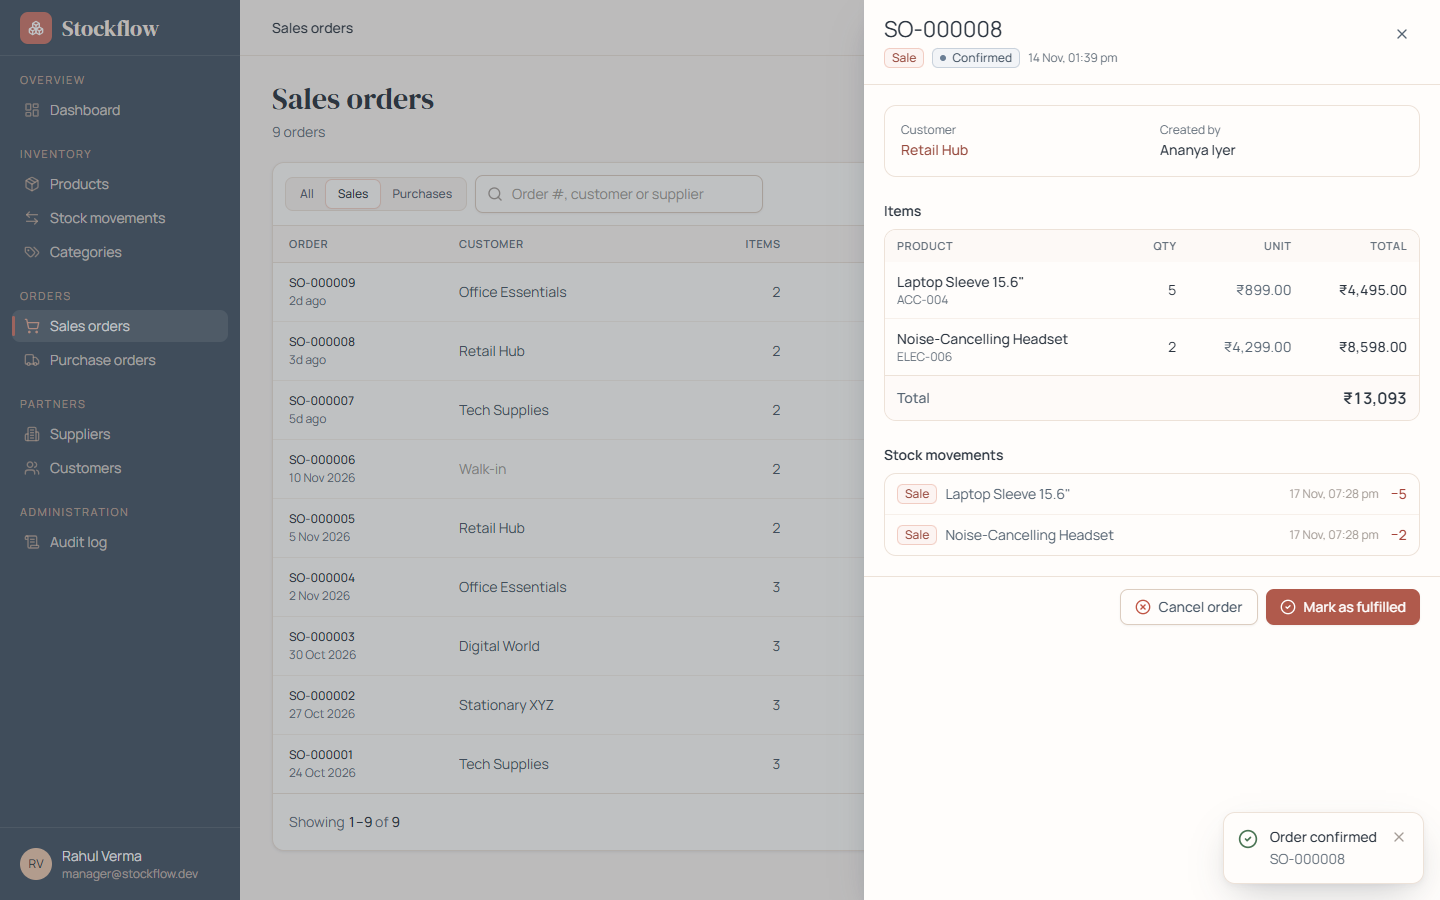 Stockflow
OVERVIEW
Dashboard
INVENTORY
Products
Stock movements
Categories
ORDERS
Sales orders
Purchase orders
PARTNERS
Suppliers
Customers
ADMINISTRATION
Audit log
RV
Rahul Verma
manager@stockflow.dev
Sales orders
Sales orders
9 orders
All Sales Purchases Order #, customer or supplier
ORDER CUSTOMER ITEMS
SO-000009
2d ago
Office Essentials 2
SO-000008
3d ago
Retail Hub 2
SO-000007
5d ago
Tech Supplies 2
SO-000006
10 Nov 2026
Walk-in 2
SO-000005
5 Nov 2026
Retail Hub 2
SO-000004
2 Nov 2026
Office Essentials 3
SO-000003
30 Oct 2026
Digital World 3
SO-000002
27 Oct 2026
Stationary XYZ 3
SO-000001
24 Oct 2026
Tech Supplies 3
Showing 1–9 of 9
SO-000008
Sale Confirmed 14 Nov, 01:39 pm
Customer Created by
Retail Hub Ananya Iyer
Items
PRODUCT QTY UNIT TOTAL
Laptop Sleeve 15.6" 5 ₹899.00 ₹4,495.00
ACC-004
Noise-Cancelling Headset 2 ₹4,299.00 ₹8,598.00
ELEC-006
Total ₹13,093
Stock movements
Sale Laptop Sleeve 15.6" 17 Nov, 07:28 pm −5
Sale Noise-Cancelling Headset 17 Nov, 07:28 pm −2
Cancel order Mark as fulfilled
Order confirmed
SO-000008